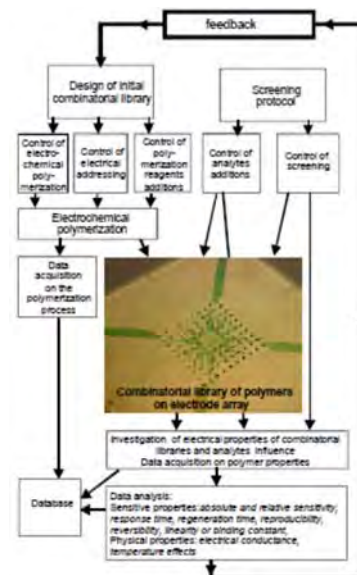 feedback
Design of initial
combinatorial library
Screening
protocol
Control of
electro-
chemical
poly-
merization
Control of
electrical
addressing
Control of
poly-
merization
reagents
additions
Control of
analytes
additions
Control of
screening
Electrochemical
polymerization
Data
acquisition
on the
polymerization
process
Combinatorial library of polymers
on electrode array
Investigation of electrical properties of combinatorial
libraries and analytes influence
Data acquisition on polymer properties
Database
Data analysis:
Sensitive properties: absolute and relative sensitivity,
response time, regeneration time, reproducibility,
reversibility, linearity or binding constant,
Physical properties: electrical conductance,
temperature effects